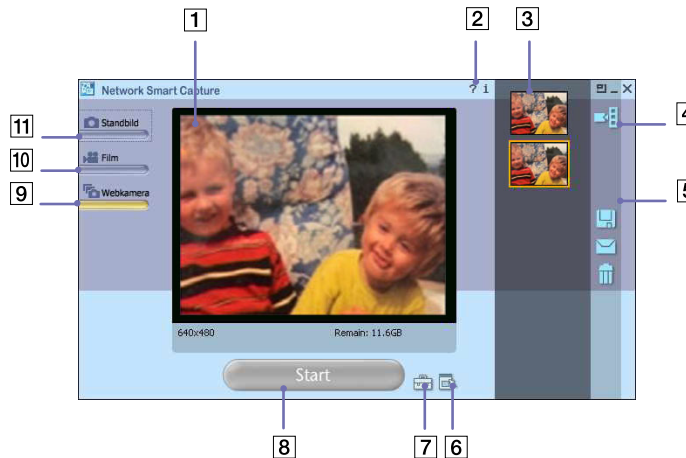 1
2
3
Network Smart Capture
? i
4
11
Standbild
10
Film
9
Webkamera
5
640x480
Remain: 11.6GB
Start
8
7
6